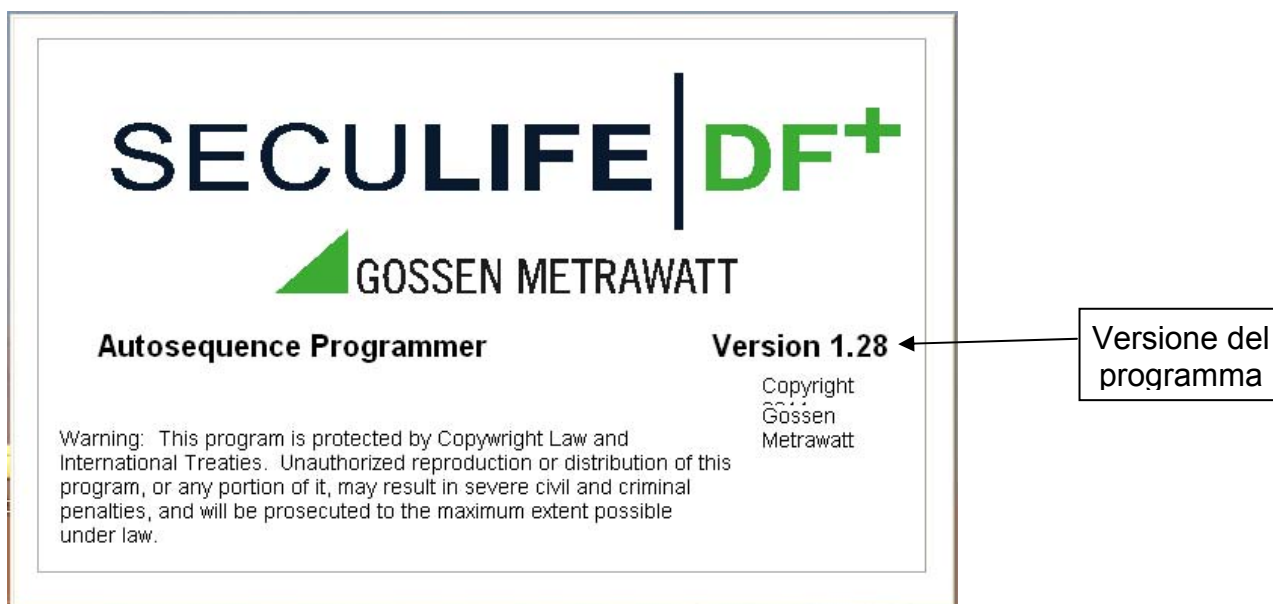 SECULIFE DF+
GOSSEN METRAWATT
Autosequence Programmer
Version 1.28
Copyright
Gossen
Metrawatt
Warning: This program is protected by Copywright Law and
International Treaties. Unauthorized reproduction or distribution of this
program, or any portion of it, may result in severe civil and criminal
penalties, and will be prosecuted to the maximum extent possible
under law.
Versione del
programma